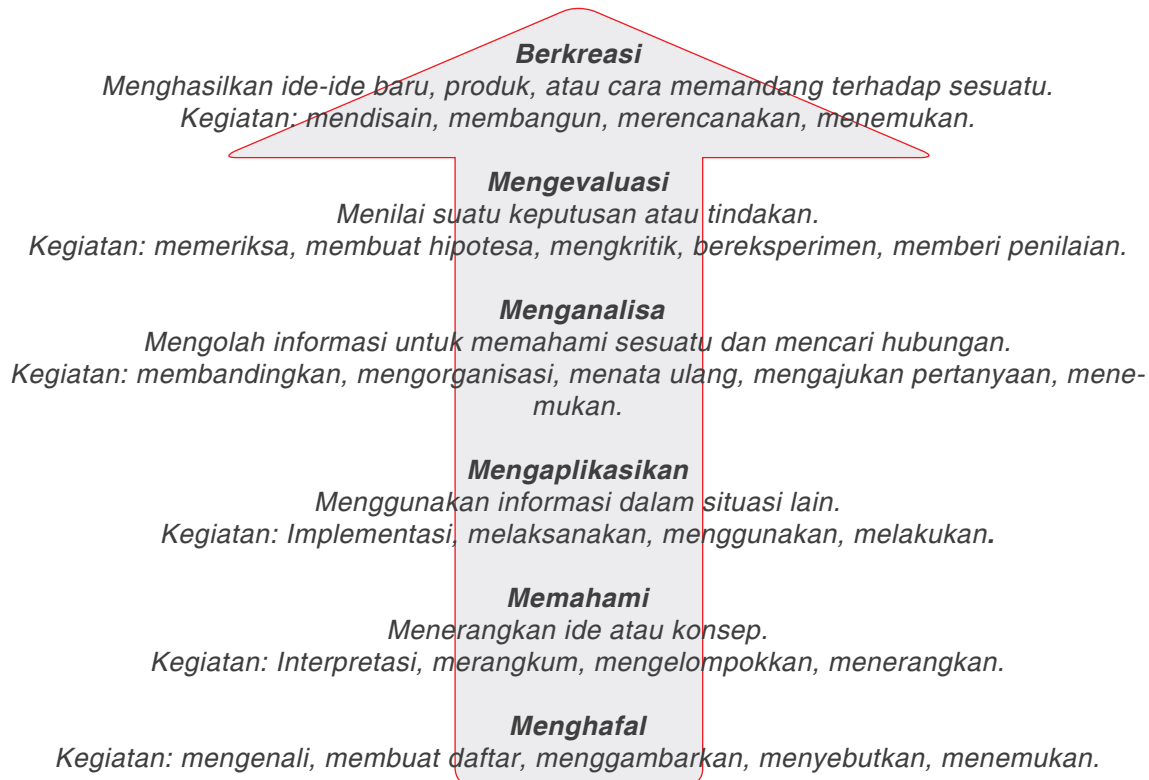 Berkreasi
Menghasilkan ide-ide baru, produk, atau cara memandang terhadap sesuatu.
Kegiatan: mendisain, membangun, merencanakan, menemukan.
Mengevaluasi
Menilai suatu keputusan atau tindakan.
Kegiatan: memeriksa, membuat hipotesa, mengkritik, bereksperimen, memberi penilaian.
Menganalisa
Mengolah informasi untuk memahami sesuatu dan mencari hubungan.
Kegiatan: membandingkan, mengorganisasi, menata ulang, mengajukan pertanyaan, mene-
mukan.
Mengaplikasikan
Menggunakan informasi dalam situasi lain.
Kegiatan: Implementasi, melaksanakan, menggunakan, melakukan.
Memahami
Menerangkan ide atau konsep.
Kegiatan: Interpretasi, merangkum, mengelompokkan, menerangkan.
Menghafal
Kegiatan: mengenali, membuat daftar, menggambarkan, menyebutkan, menemukan.